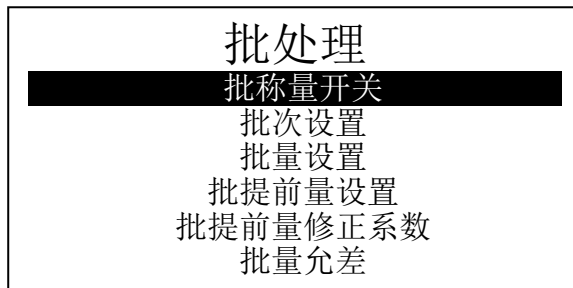 批处理
批称量开关
批次设置
批量设置
批提前量设置
批提前量修正系数
批量允差